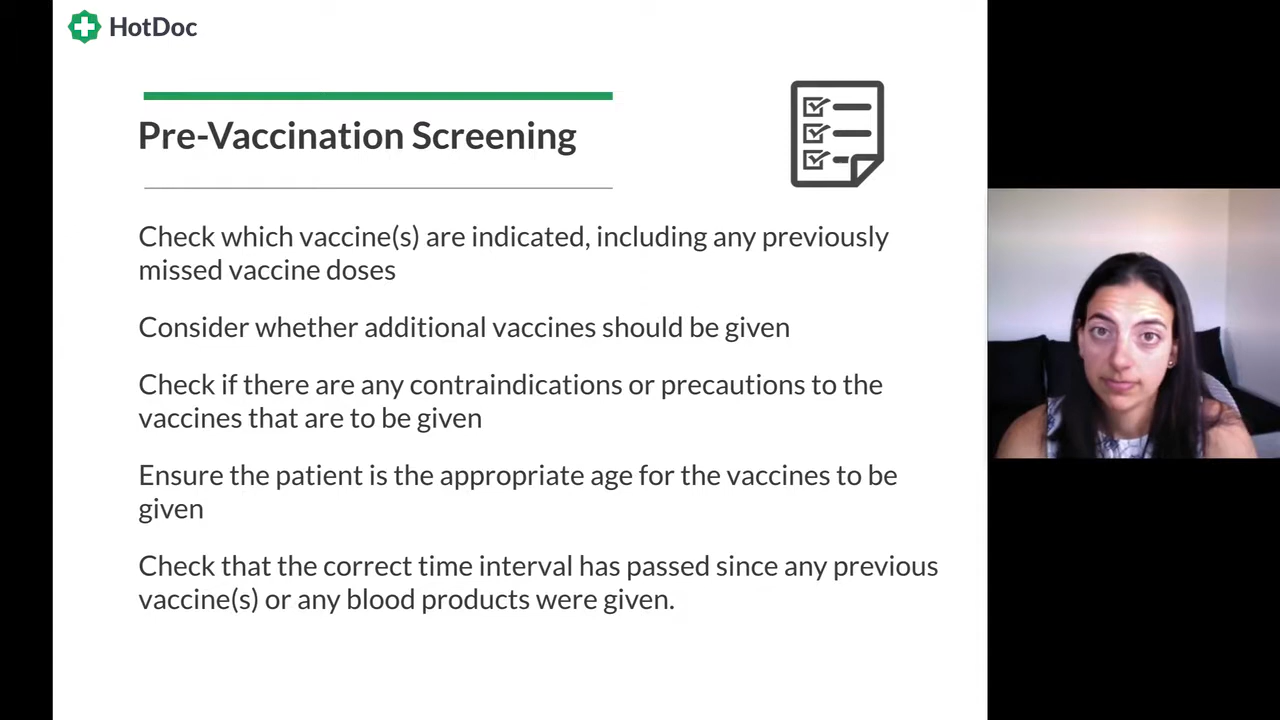 HotDoc
Pre-Vaccination Screening
Check which vaccine(s) are indicated, including any previously
missed vaccine doses
Consider whether additional vaccines should be given
Check if there are any contraindications or precautions to the
vaccines that are to be given
Ensure the patient is the appropriate age for the vaccines to be
given
Check that the correct time interval has passed since any previous
vaccine(s) or any blood products were given.